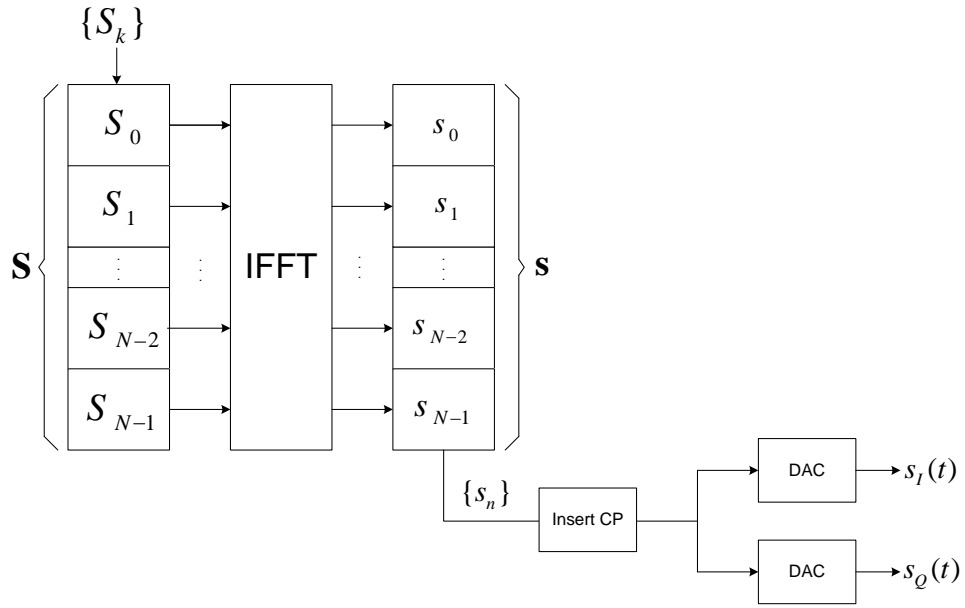 {S_k}
S_0
s_0
S_1
s_1
S
⋮
⋮
IFFT
⋮
⋮
s
S_{N-2}
s_{N-2}
S_{N-1}
s_{N-1}
{s_n}
Insert CP
DAC
s_I(t)
DAC
s_Q(t)